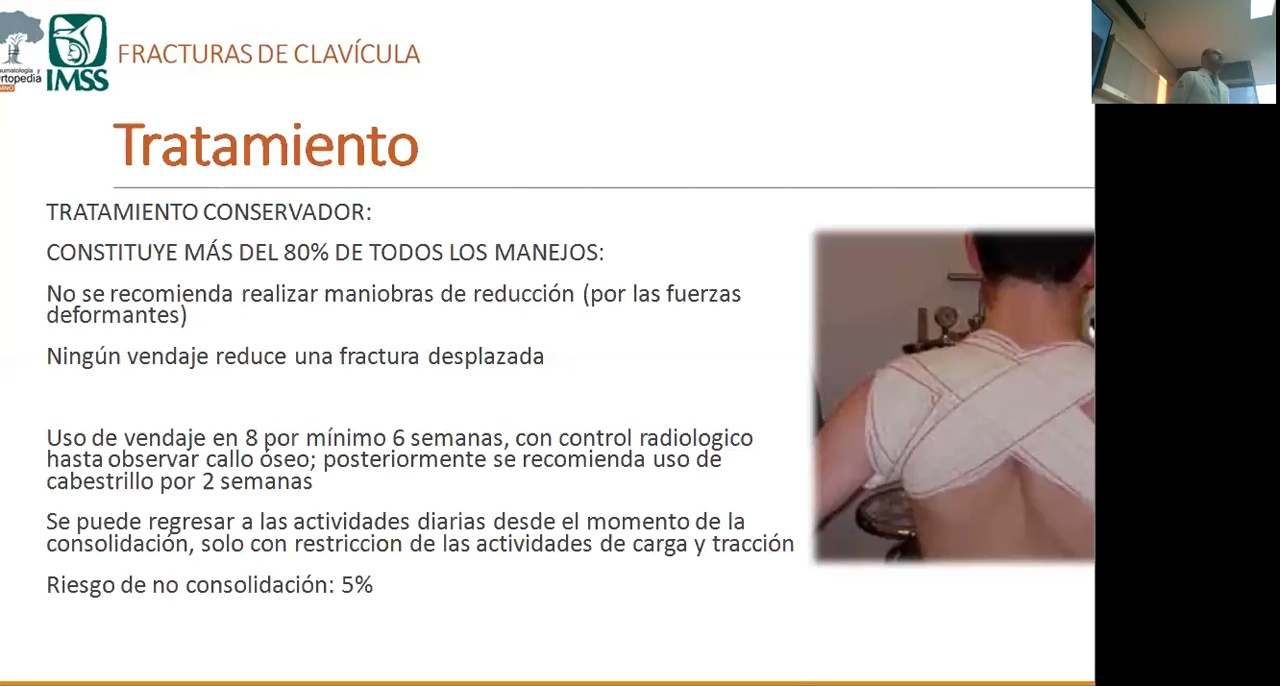 FRACTURAS DE CLAVÍCULA
rtopedia
IMSS
Tratamiento
TRATAMIENTO CONSERVADOR:
CONSTITUYE MÁS DEL 80% DE TODOS LOS MANEJOS:
No se recomienda realizar maniobras de reducción (por las fuerzas
deformantes)
Ningún vendaje reduce una fractura desplazada
Uso de vendaje en 8 por mínimo 6 semanas, con control radiologico
hasta observar callo óseo; posteriormente se recomienda uso de
cabestrillo por 2 semanas
Se puede regresar a las actividades diarias desde el momento de la
consolidación, solo con restriccion de las actividades de carga y tracción
Riesgo de no consolidación: 5%